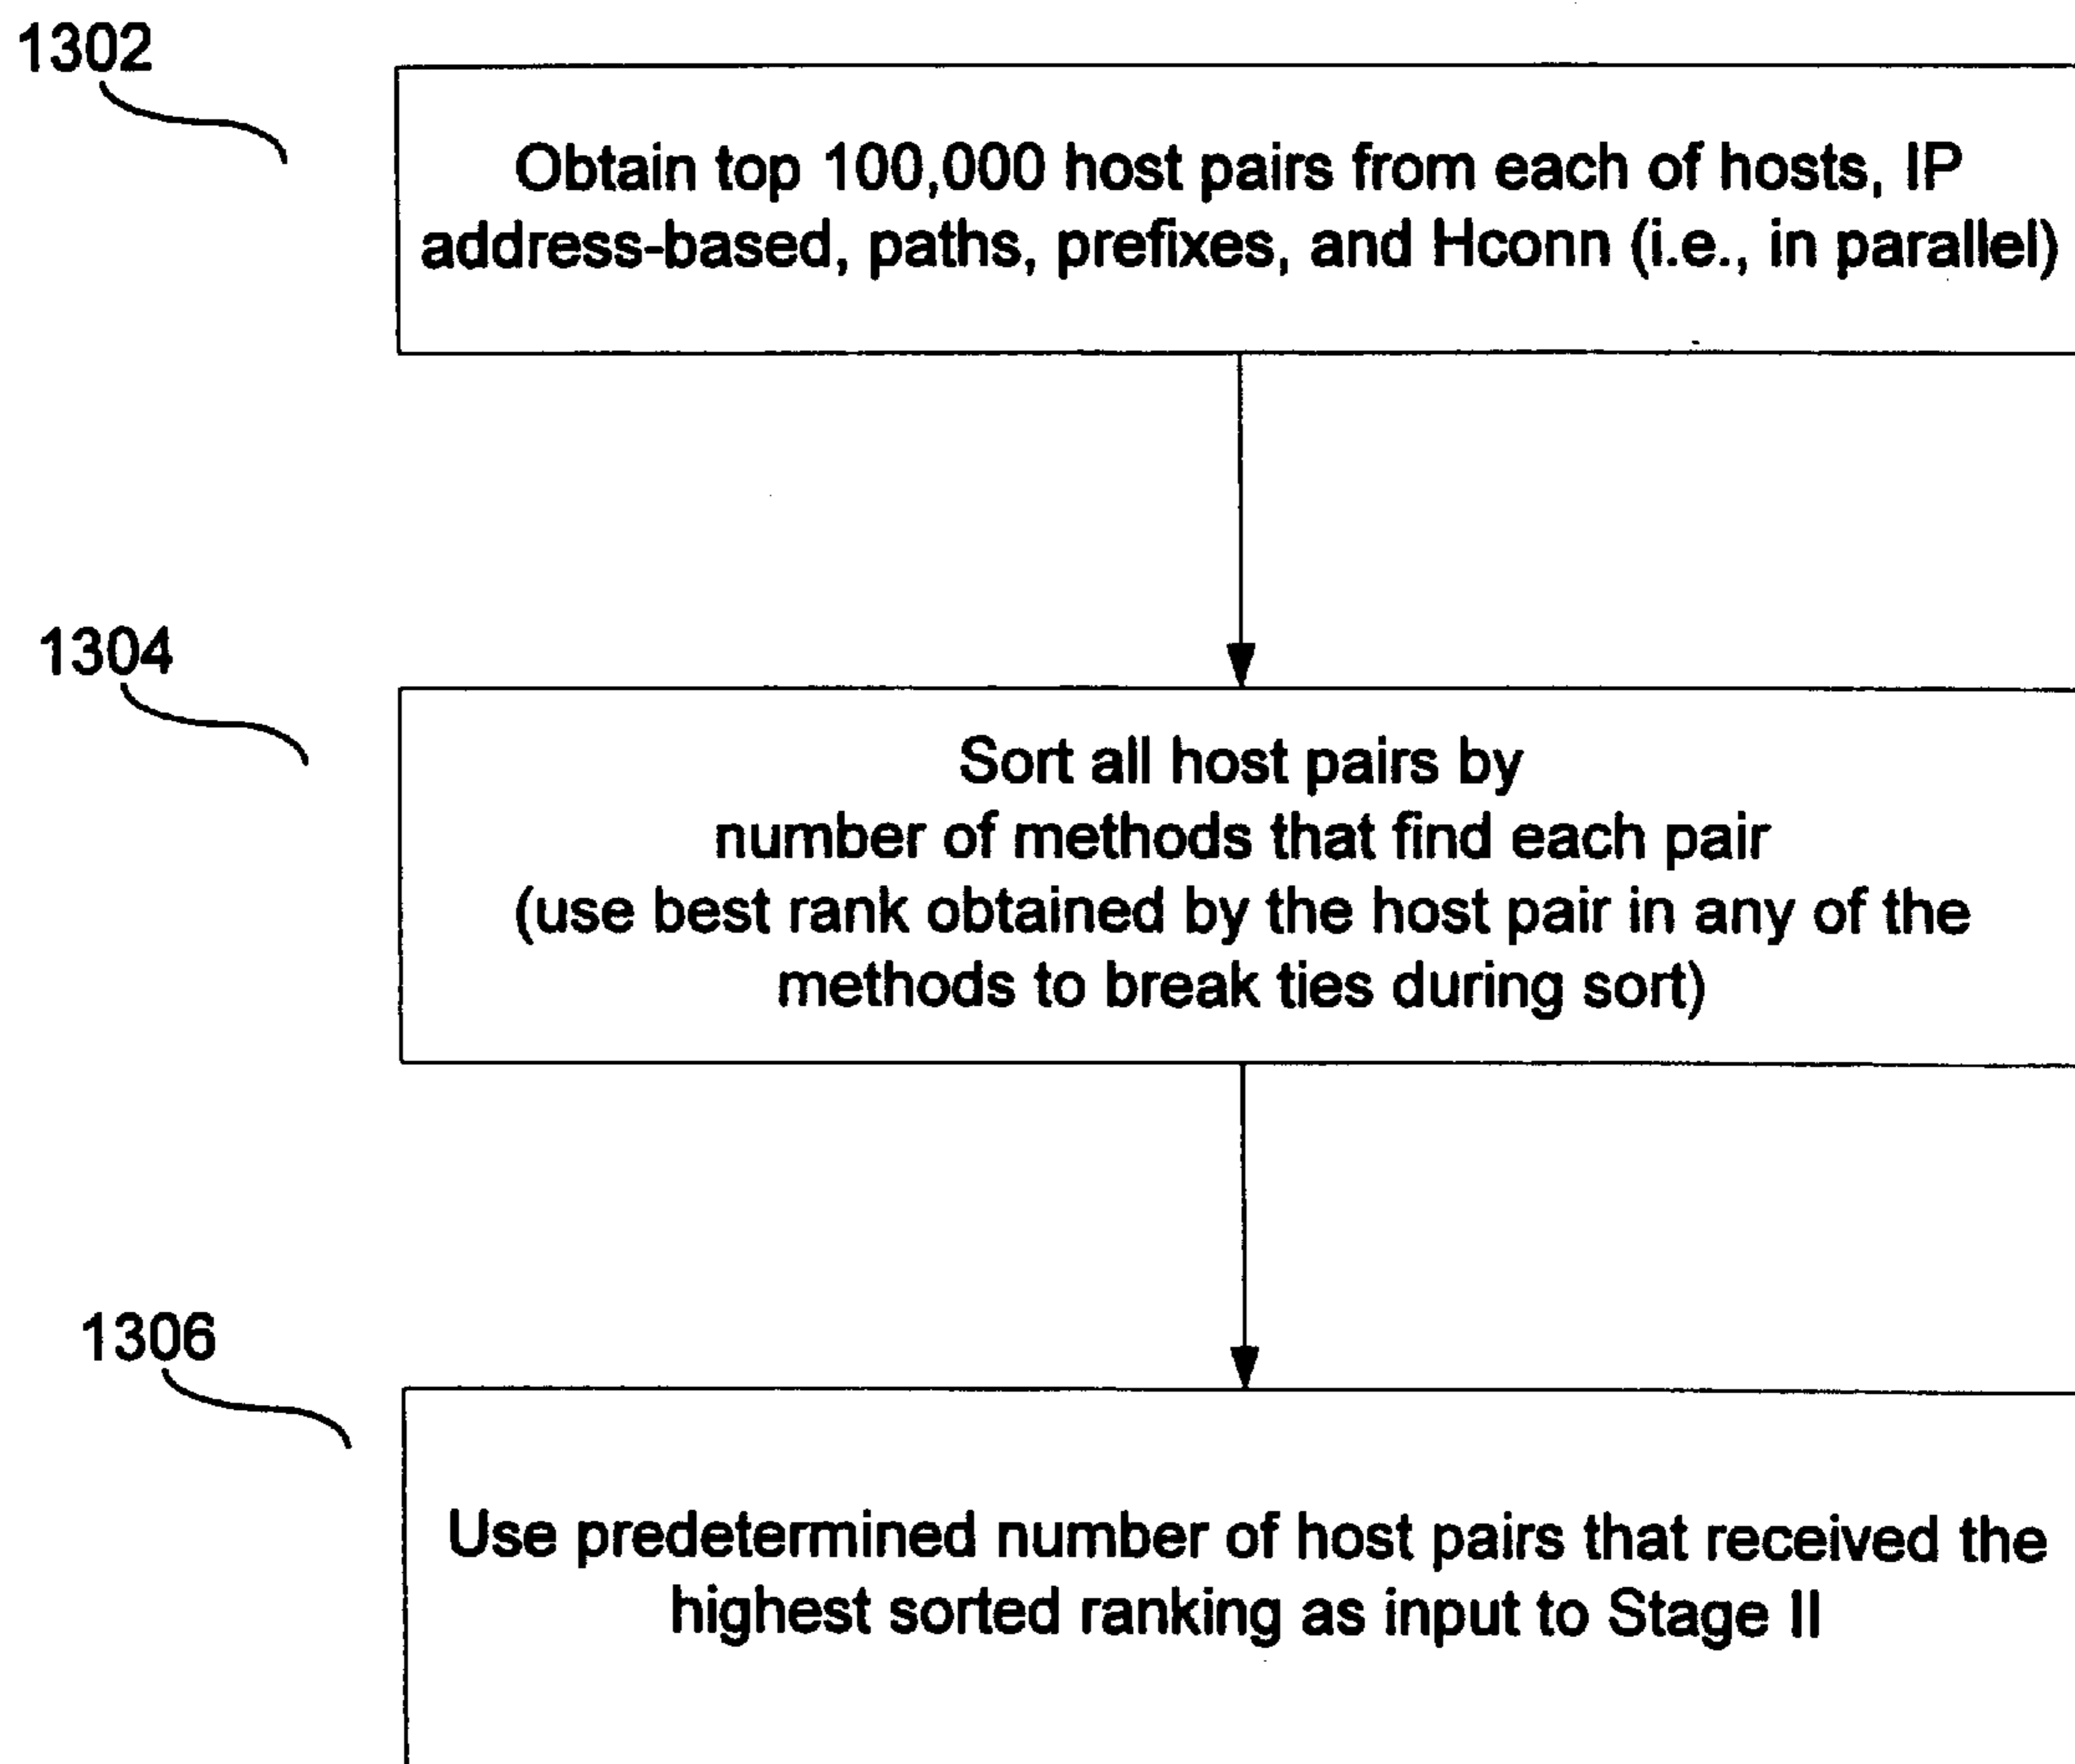 1302
Obtain top 100,000 host pairs from each of hosts, IP
address-based, paths, prefixes, and Hconn (i.e., in parallel)
1304
Sort all host pairs by
number of methods that find each pair
(use best rank obtained by the host pair in any of the
methods to break ties during sort)
1306
Use predetermined number of host pairs that received the
highest sorted ranking as input to Stage II